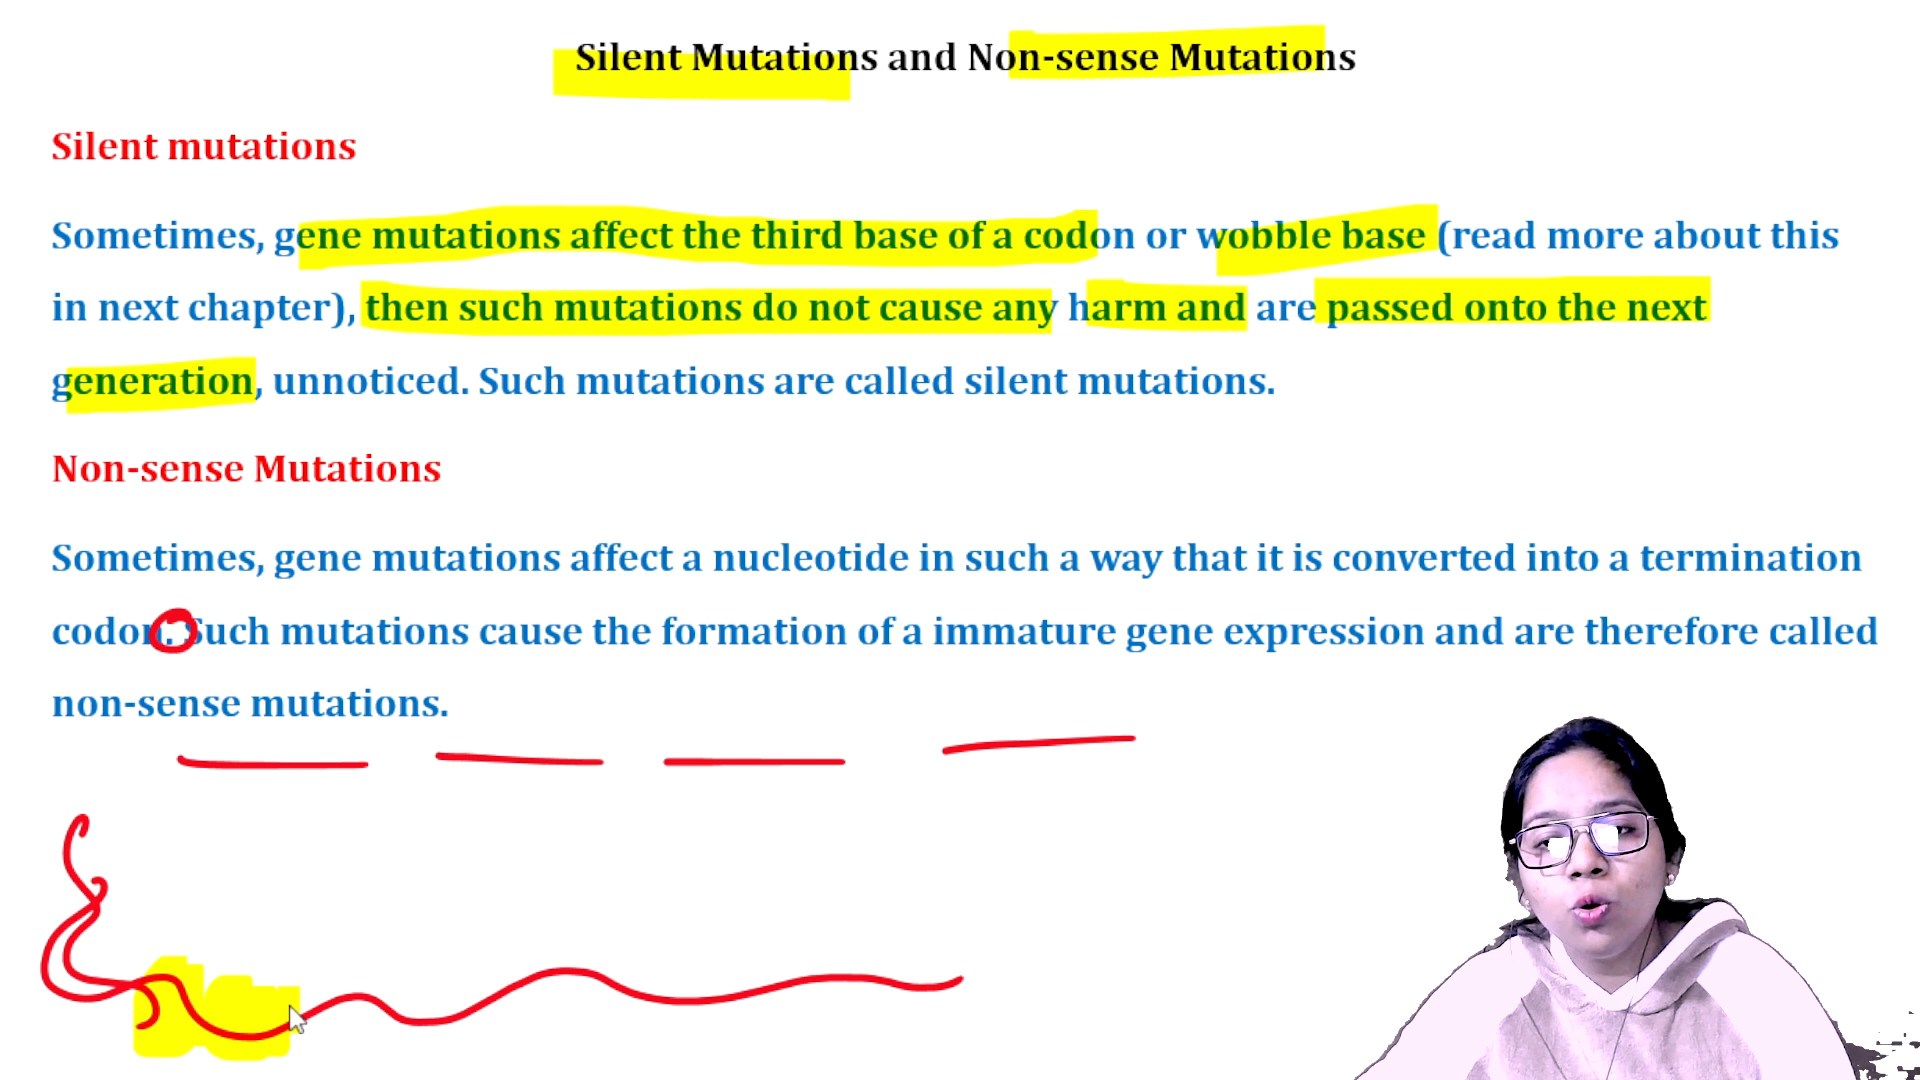 Silent Mutations and Non-sense Mutations
Silent mutations
Sometimes, gene mutations affect the third base of a codon or wobble base (read more about this
in next chapter), then such mutations do not cause any harm and are passed onto the next
generation, unnoticed. Such mutations are called silent mutations.
Non-sense Mutations
Sometimes, gene mutations affect a nucleotide in such a way that it is converted into a termination
codon. Such mutations cause the formation of a immature gene expression and are therefore called
non-sense mutations.